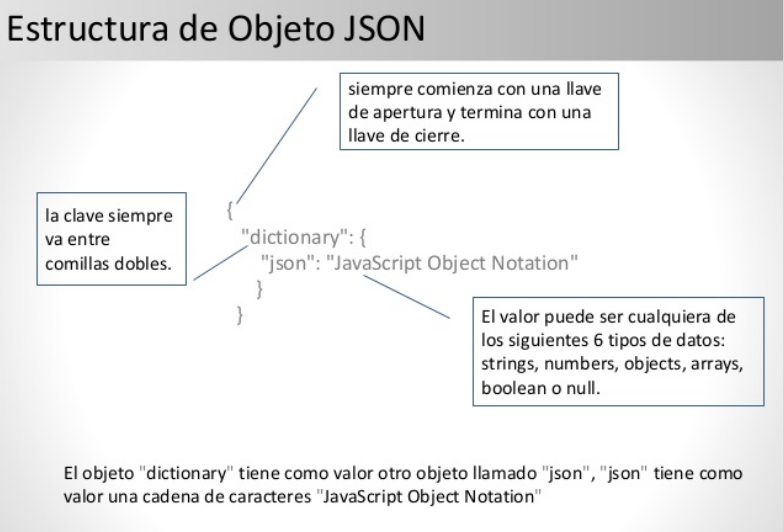 Estructura de Objeto JSON
siempre comienza con una llave
de apertura y termina con una
llave de cierre.
la clave siempre
va entre
comillas dobles.
{
"dictionary": {
"json": "JavaScript Object Notation"
}
}
El valor puede ser cualquiera de
los siguientes 6 tipos de datos:
strings, numbers, objects, arrays,
boolean o null.
El objeto "dictionary" tiene como valor otro objeto llamado "json", "json" tiene como
valor una cadena de caracteres "JavaScript Object Notation"